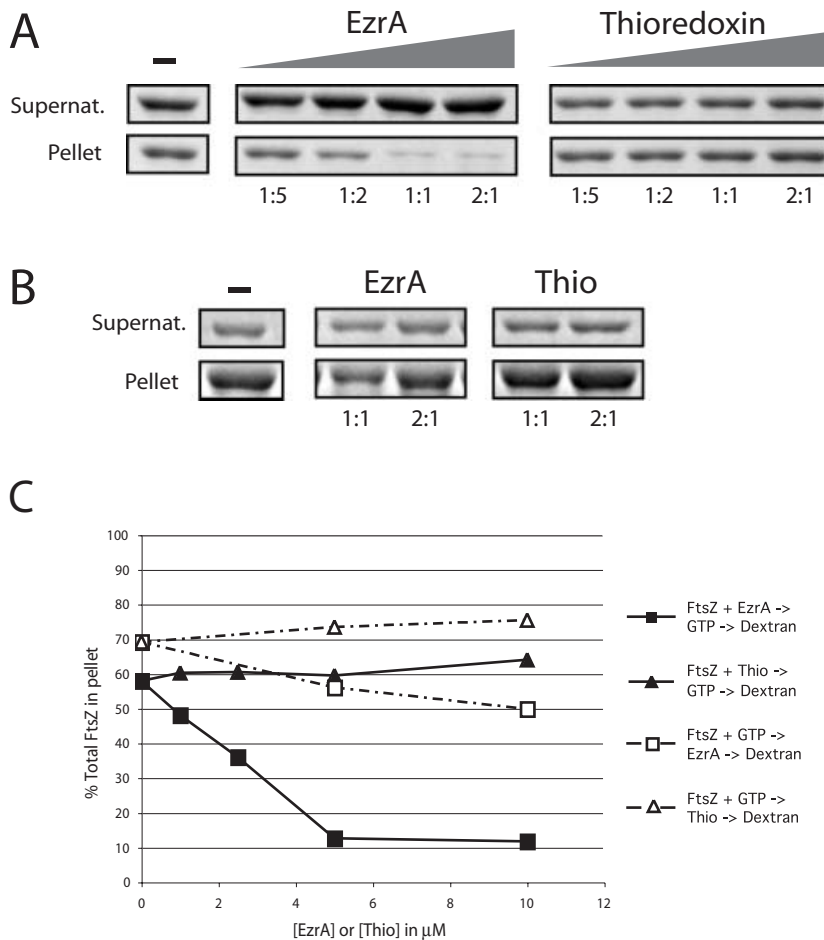 A
EzrA
Thioredoxin
–
Supernat.
Pellet
1:5 1:2 1:1 2:1
1:5 1:2 1:1 2:1
B
–
EzrA
Thio
Supernat.
Pellet
1:1 2:1
1:1 2:1
C
% Total FtsZ in pellet
100
90
80
70
60
50
40
30
20
10
0
0 2 4 6 8 10 12
[EzrA] or [Thio] in μM
FtsZ + EzrA ->
GTP -> Dextran
FtsZ + Thio ->
GTP -> Dextran
FtsZ + GTP ->
EzrA -> Dextran
FtsZ + GTP ->
Thio -> Dextran